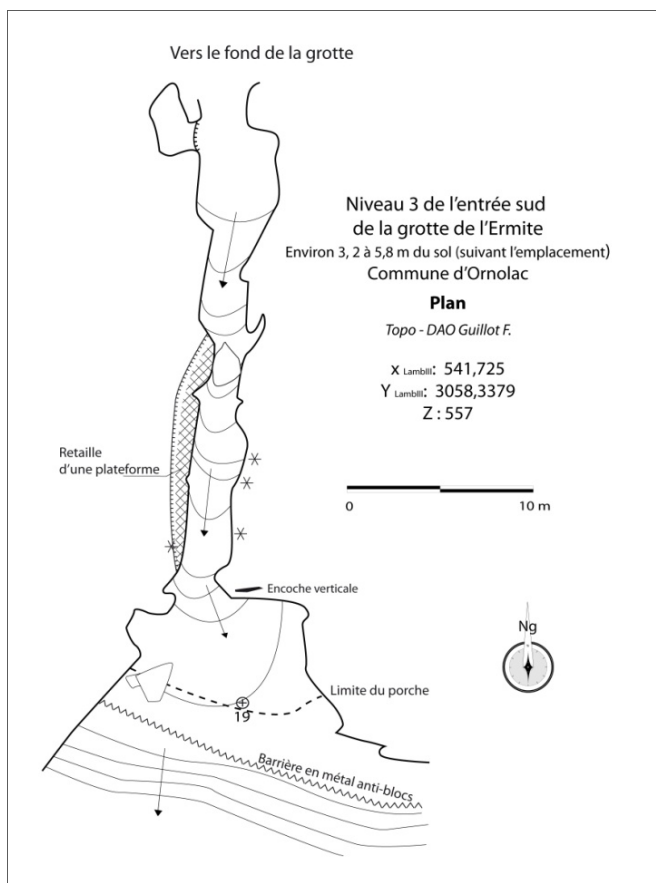 Vers le fond de la grotte
Niveau 3 de l'entrée sud
de la grotte de l'Ermite
Environ 3, 2 à 5,8 m du sol (suivant l'emplacement)
Commune d'Ornolac
Plan
Topo - DAO Guillot F.
x LambIII: 541,725
Y LambIII: 3058,3379
Z : 557
Retaille
d'une plateforme
0 10 m
Encoche verticale
Ng
Limite du porche
19
Barrière en métal anti-blocs